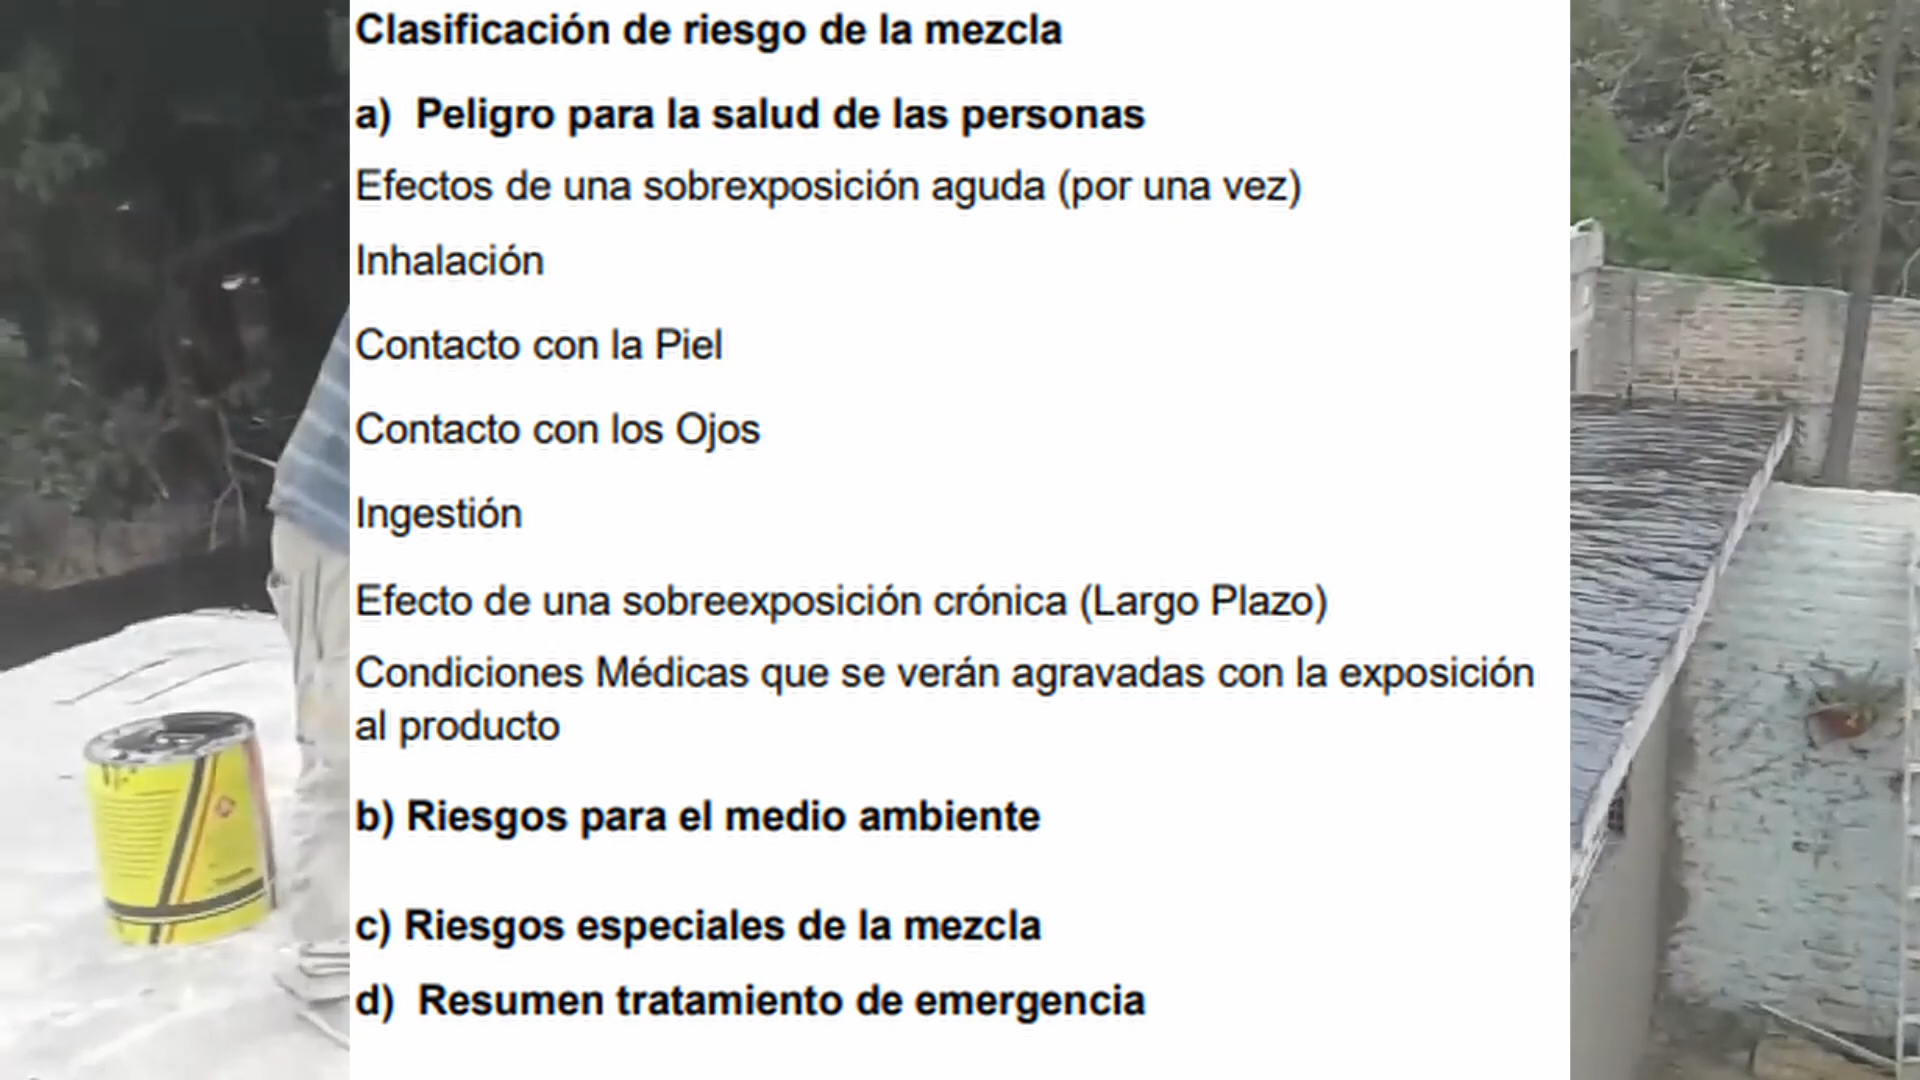 Clasificación de riesgo de la mezcla
a) Peligro para la salud de las personas
Efectos de una sobrexposición aguda (por una vez)
Inhalación
Contacto con la Piel
Contacto con los Ojos
Ingestión
Efecto de una sobreexposición crónica (Largo Plazo)
Condiciones Médicas que se verán agravadas con la exposición
al producto
b) Riesgos para el medio ambiente
c) Riesgos especiales de la mezcla
d) Resumen tratamiento de emergencia